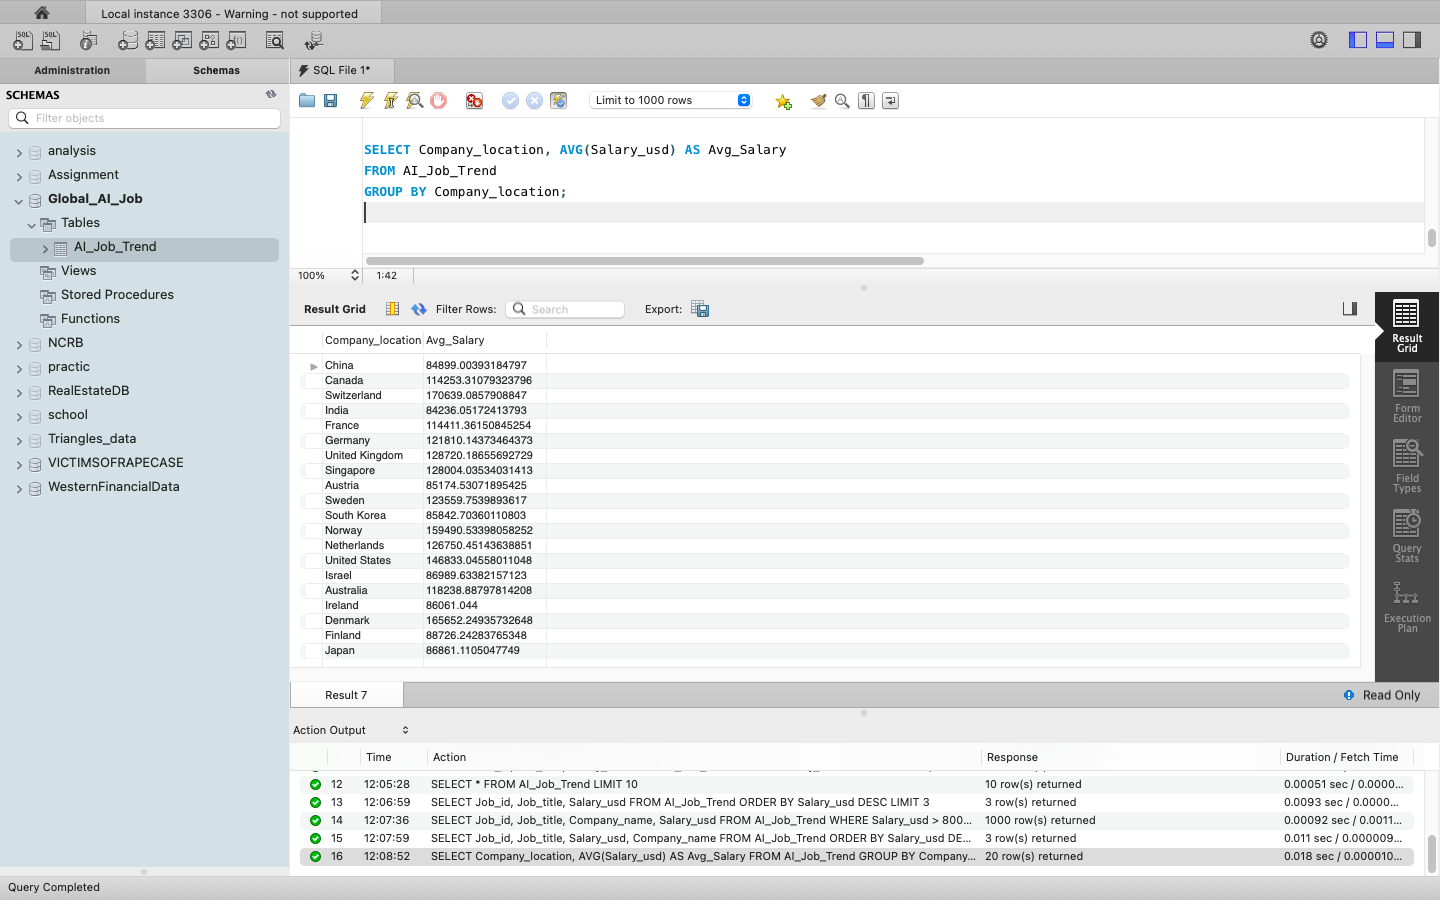 Local instance 3306 - Warning - not supported
Administration
Schemas
SQL File 1*
SCHEMAS
Filter objects
analysis
Assignment
Global_AI_Job
Tables
AI_Job_Trend
Views
Stored Procedures
Functions
NCRB
practic
RealEstateDB
school
Triangles_data
VICTIMSOFRAPECASE
WesternFinancialData
Limit to 1000 rows
SELECT Company_location, AVG(Salary_usd) AS Avg_Salary
FROM AI_Job_Trend
GROUP BY Company_location;
100% 1:42
Result Grid Filter Rows: Search Export:
Company_location Avg_Salary
China 84899.00393184797
Canada 114253.31079323796
Switzerland 170639.0857908847
India 84236.05172413793
France 114411.36150845254
Germany 121810.14373464373
United Kingdom 128720.18655692729
Singapore 128004.03534031413
Austria 85174.53071895425
Sweden 123559.7539893617
South Korea 85842.70360110803
Norway 159490.53398058252
Netherlands 126750.45143638851
United States 146833.04558011048
Israel 86989.63382157123
Australia 118238.88797814208
Ireland 86061.044
Denmark 165652.24935732648
Finland 88726.24283765348
Japan 86861.1105047749
Result
Grid
Form
Editor
Field
Types
Query
Stats
Execution
Plan
Result 7
Read Only
Action Output
Time Action Response Duration / Fetch Time
12 12:05:28 SELECT * FROM AI_Job_Trend LIMIT 10 10 row(s) returned 0.00051 sec / 0.0000...
13 12:06:59 SELECT Job_id, Job_title, Salary_usd FROM AI_Job_Trend ORDER BY Salary_usd DESC LIMIT 3 3 row(s) returned 0.0093 sec / 0.0000...
14 12:07:36 SELECT Job_id, Job_title, Company_name, Salary_usd FROM AI_Job_Trend WHERE Salary_usd > 800... 1000 row(s) returned 0.00092 sec / 0.0011...
15 12:07:59 SELECT Job_id, Job_title, Salary_usd, Company_name FROM AI_Job_Trend ORDER BY Salary_usd DE... 3 row(s) returned 0.011 sec / 0.000009...
16 12:08:52 SELECT Company_location, AVG(Salary_usd) AS Avg_Salary FROM AI_Job_Trend GROUP BY Company... 20 row(s) returned 0.018 sec / 0.000010...
Query Completed